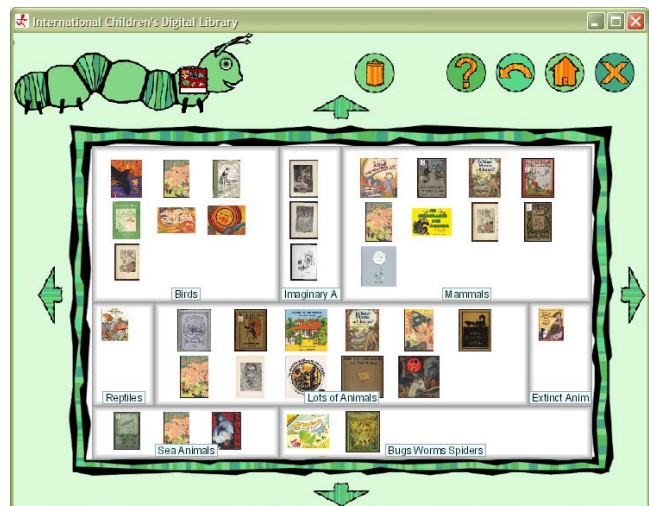 International Children's Digital Library
?
Birds
Imaginary A
Mammals
Reptiles
Lots of Animals
Extinct Anim
Sea Animals
Bugs Worms Spiders